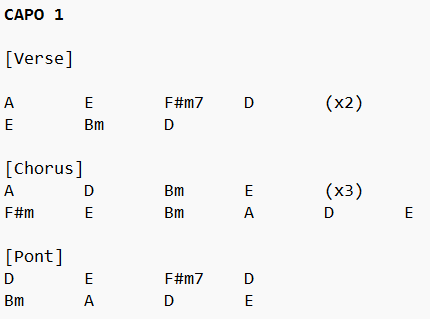 CAPO 1
[Verse]
A E F#m7 D (x2)
E Bm D
[Chorus]
A D Bm E (x3)
F#m E Bm A D E
[Pont]
D E F#m7 D
Bm A D E